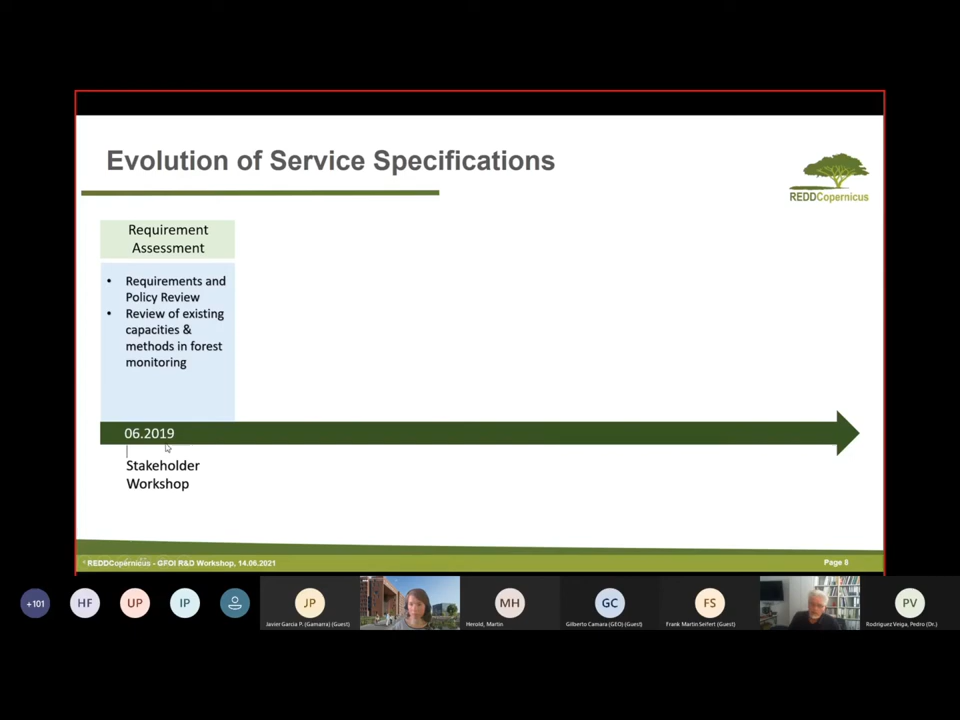 Evolution of Service Specifications
REDDCopernicus
Requirement
Assessment
• Requirements and
Policy Review
• Review of existing
capacities &
methods in forest
monitoring
06.2019
Stakeholder
Workshop
REDDCopernicus - GFOI R&D Workshop, 14.06.2021
Page 8
+101
HF
UP
IP
JP
Javier Garcia P. (Gamarra) (Guest)
MH
Herold, Martin
GC
Gilberto Camara (GEO) (Guest)
FS
Frank Martin Seifert (Guest)
PV
Rodriguez Veiga, Pedro (Dr.)